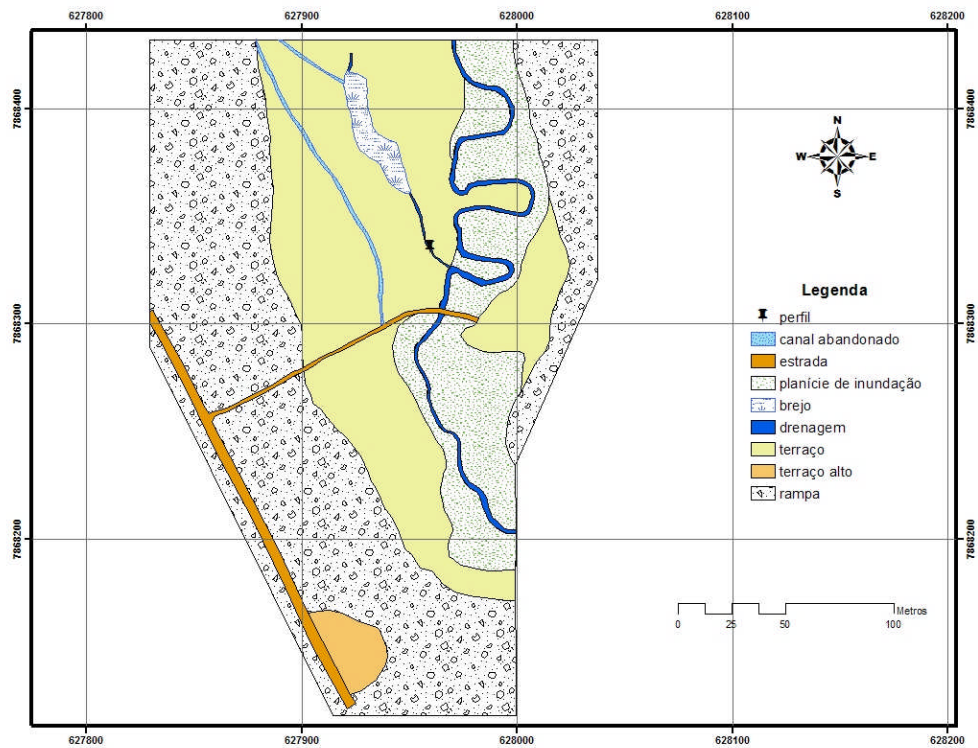 627800 627900 628000 628100 628200
7868400 7868400
N
W E
S
7868300 7868300
Legenda
perfil
canal abandonado
estrada
planície de inundação
brejo
drenagem
terraço
terraço alto
rampa
7868200 7868200
Metros
0 25 50 100
627800 627900 628000 628100 628200